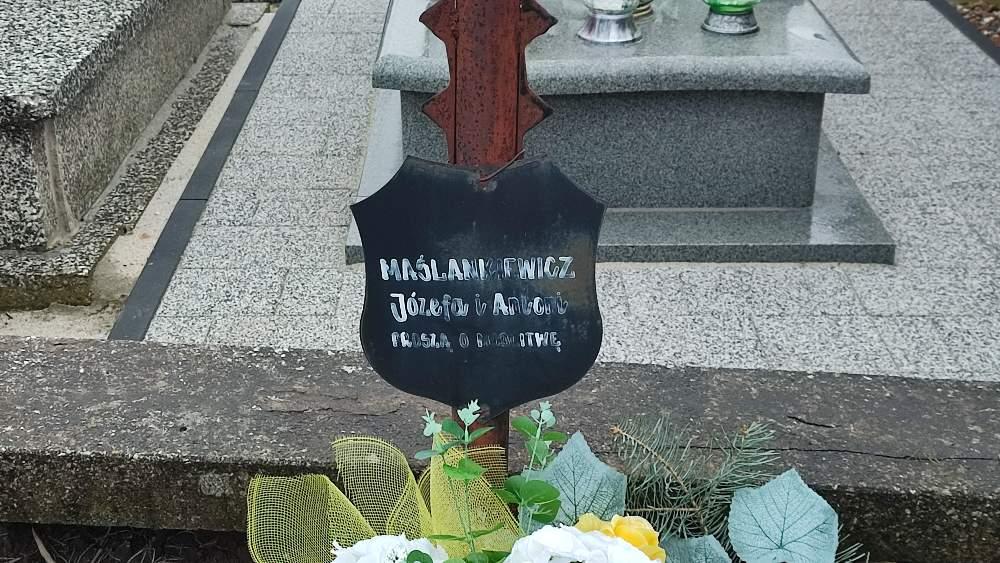 MAŚLANKIEWICZ
Józefa i Antoni
PROSZĄ O MODLITWĘ